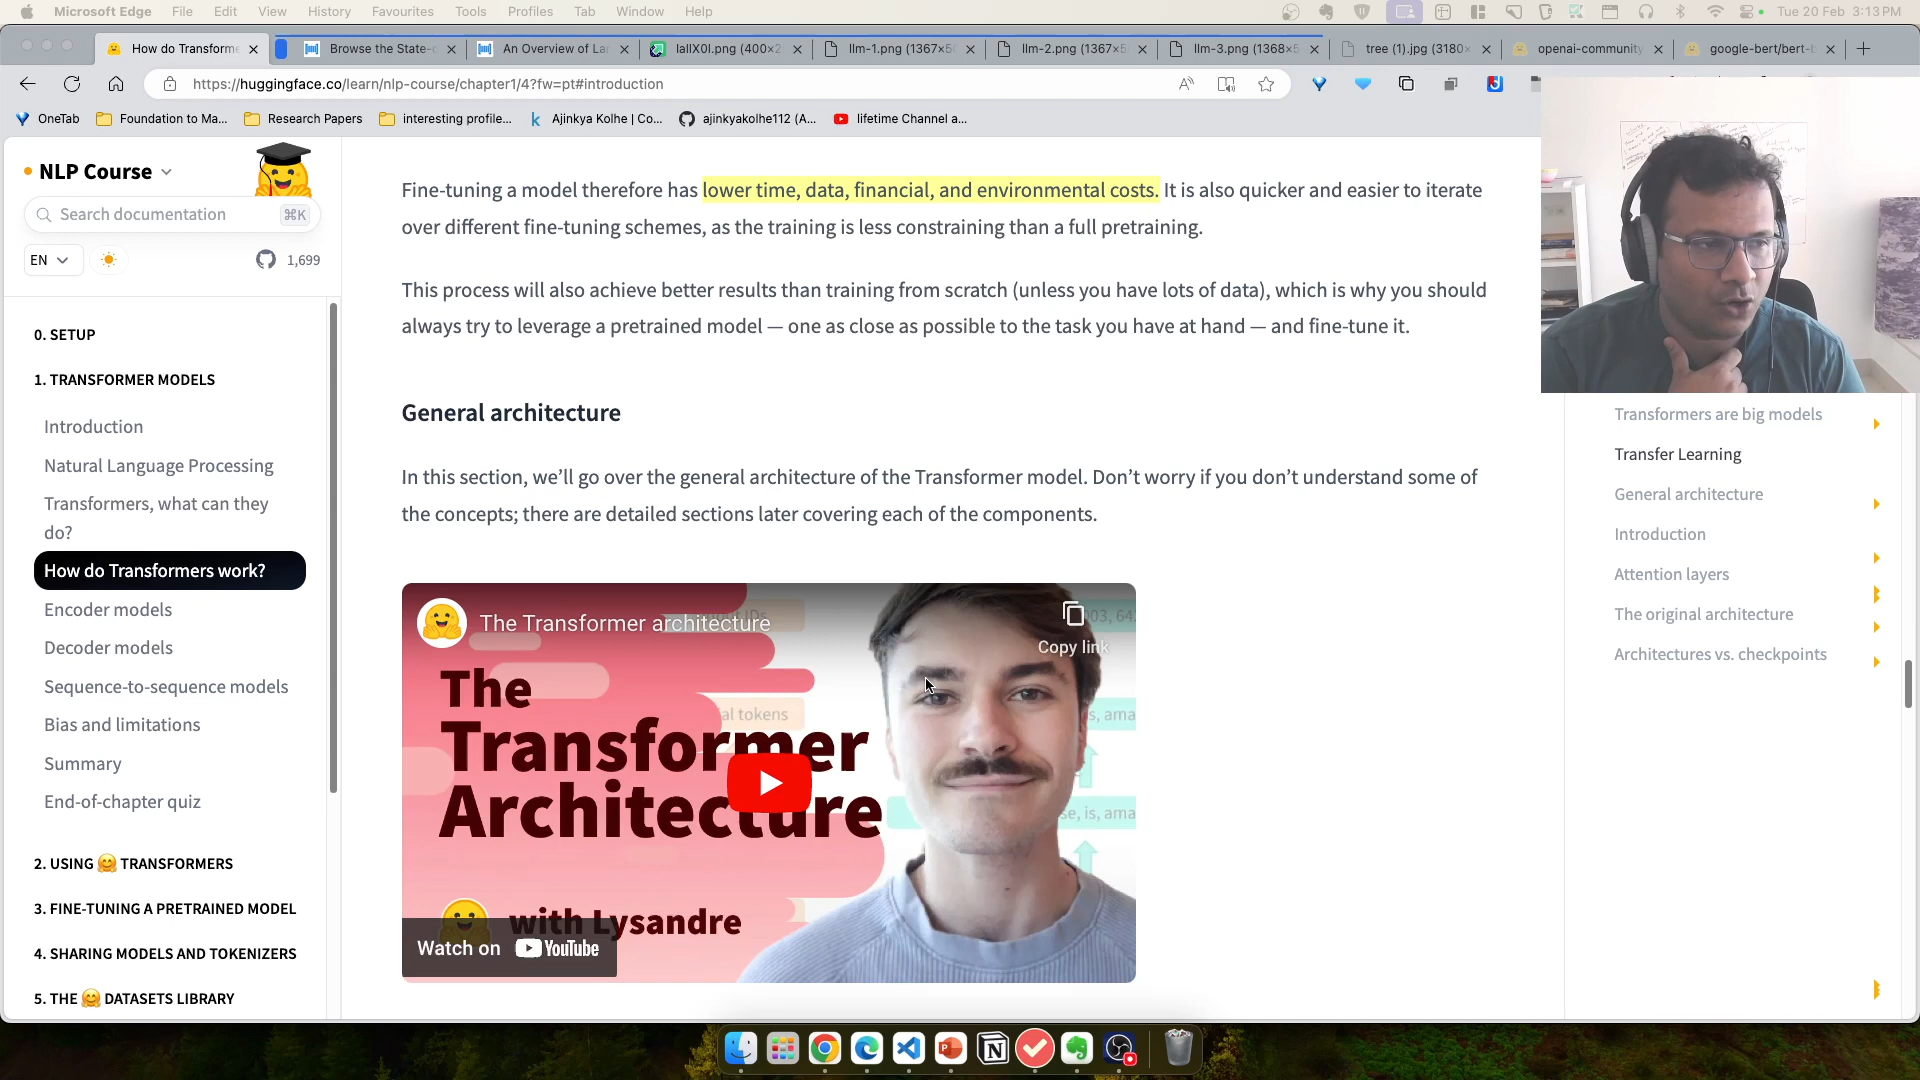 Microsoft Edge File Edit View History Favourites Tools Profiles Tab Window Help Tue 20 Feb 3:13 PM
How do Transforme Browse the State-o An Overview of La lallX0I.png (400×2 llm-1.png (1367×5 llm-2.png (1367×5 llm-3.png (1368×5 tree (1).jpg (3180× openai-community google-bert/bert-b
https://huggingface.co/learn/nlp-course/chapter1/4?fw=pt#introduction
OneTab Foundation to Ma... Research Papers interesting profile... Ajinkya Kolhe | Co... ajinkyakolhe112 (A... lifetime Channel a...
NLP Course
Search documentation ⌘K
EN 1,699
0. SETUP
1. TRANSFORMER MODELS
Introduction
Natural Language Processing
Transformers, what can they
do?
How do Transformers work?
Encoder models
Decoder models
Sequence-to-sequence models
Bias and limitations
Summary
End-of-chapter quiz
2. USING 🤗 TRANSFORMERS
3. FINE-TUNING A PRETRAINED MODEL
4. SHARING MODELS AND TOKENIZERS
5. THE 🤗 DATASETS LIBRARY
Fine-tuning a model therefore has lower time, data, financial, and environmental costs. It is also quicker and easier to iterate
over different fine-tuning schemes, as the training is less constraining than a full pretraining.
This process will also achieve better results than training from scratch (unless you have lots of data), which is why you should
always try to leverage a pretrained model — one as close as possible to the task you have at hand — and fine-tune it.
General architecture
In this section, we’ll go over the general architecture of the Transformer model. Don’t worry if you don’t understand some of
the concepts; there are detailed sections later covering each of the components.
The Transformer architecture
Copy link
The
Transformer
Architecture
with Lysandre
Watch on YouTube
Transformers are big models
Transfer Learning
General architecture
Introduction
Attention layers
The original architecture
Architectures vs. checkpoints